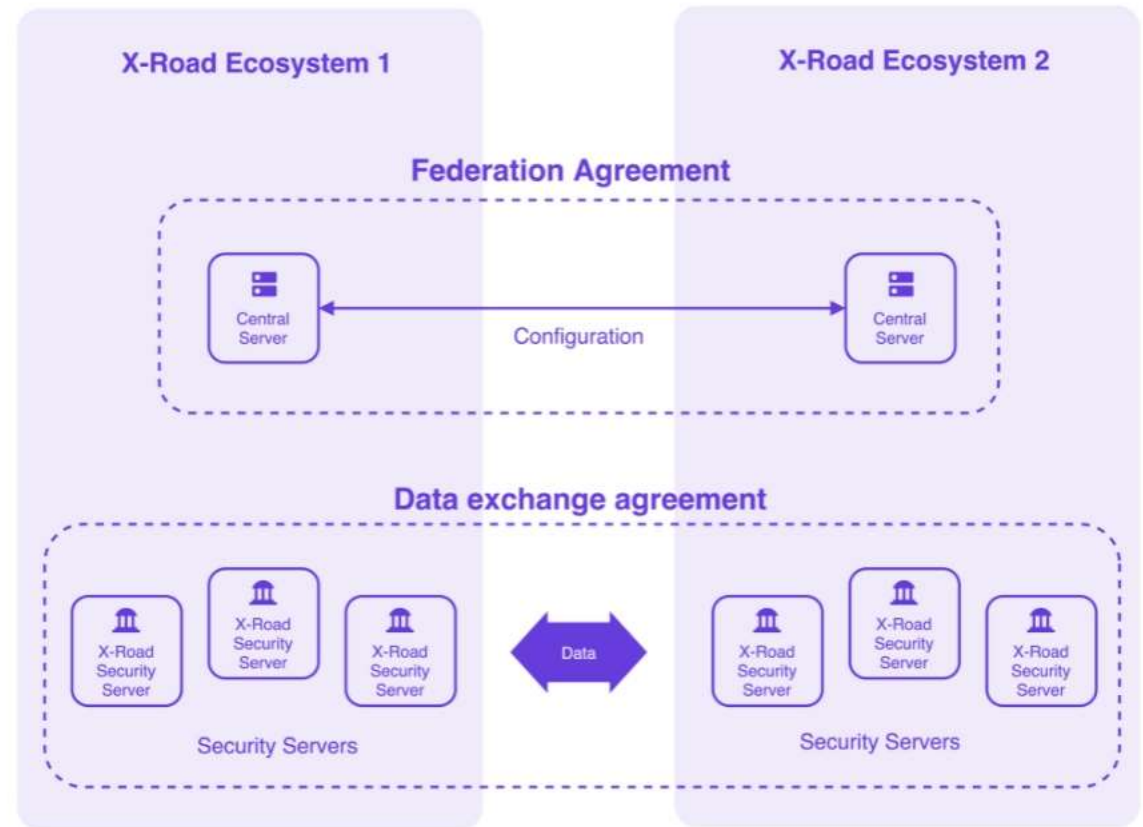 X-Road Ecosystem 1
X-Road Ecosystem 2
Federation Agreement
Central
Server
Configuration
Central
Server
Data exchange agreement
X-Road
Security
Server
X-Road
Security
Server
X-Road
Security
Server
Data
X-Road
Security
Server
X-Road
Security
Server
X-Road
Security
Server
Security Servers
Security Servers